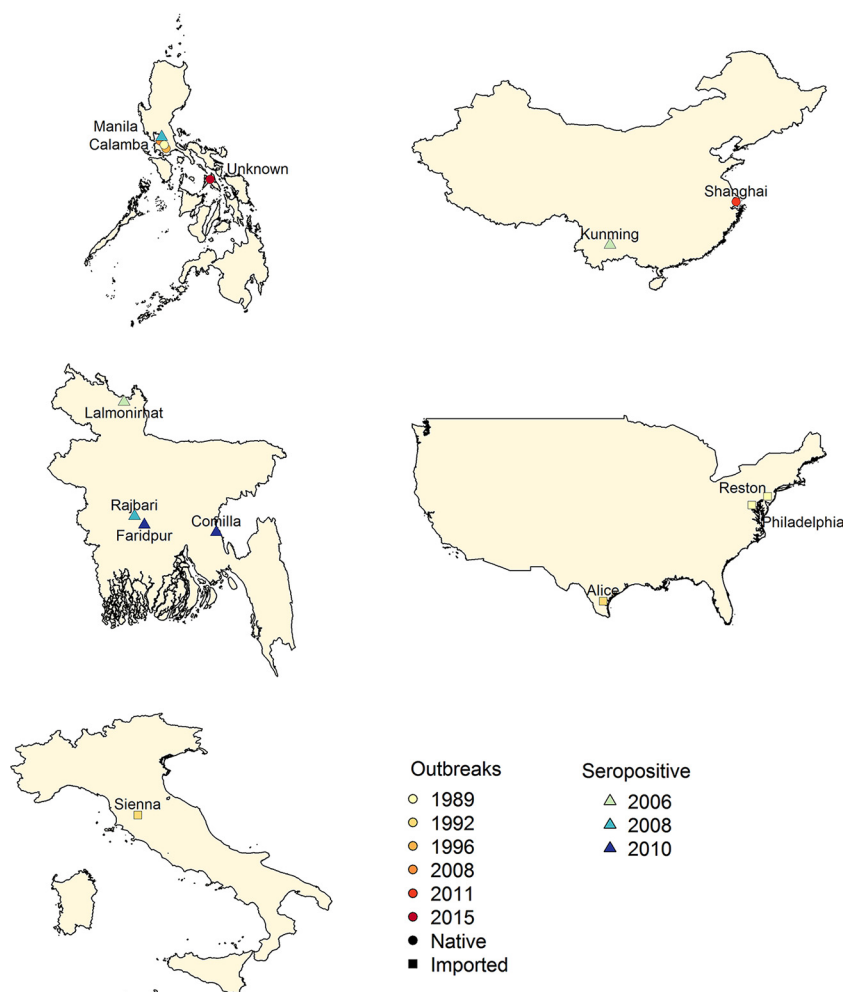 Manila
Calamba
Unknown
Shanghai
Kunming
Lalmonirhat
Rajbari
Faridpur
Comilla
Reston
Philadelphia
Alice
Sienna
Outbreaks
1989
1992
1996
2008
2011
2015
Native
Imported
Seropositive
2006
2008
2010